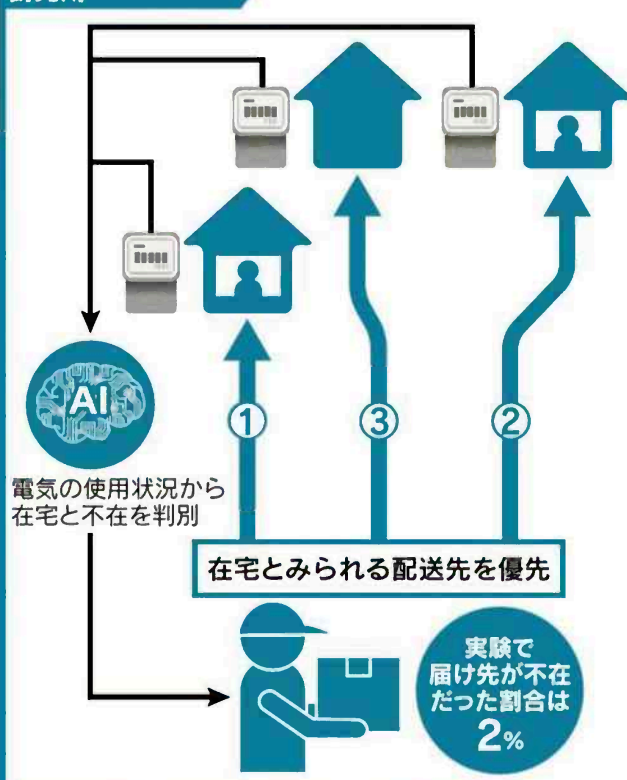 AI
電気の使用状況から
在宅と不在を判別
①
③
②
在宅とみられる配送先を優先
実験で
届け先が不在
だった割合は
2%